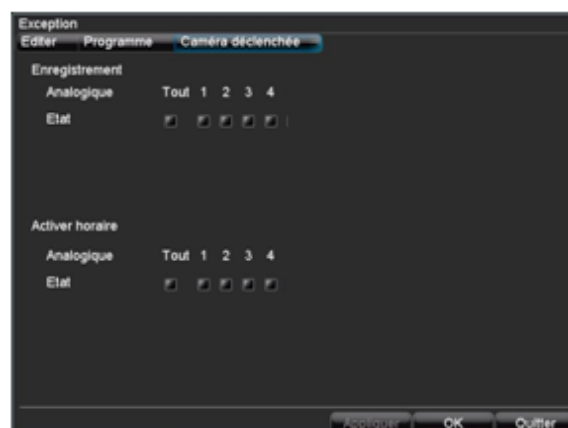 Exception
Editer Programme Caméra déclenchée
Enregistrement
Analogique Tout 1 2 3 4
Etat
Activer horaire
Analogique Tout 1 2 3 4
Etat
Appliquer OK Quitter